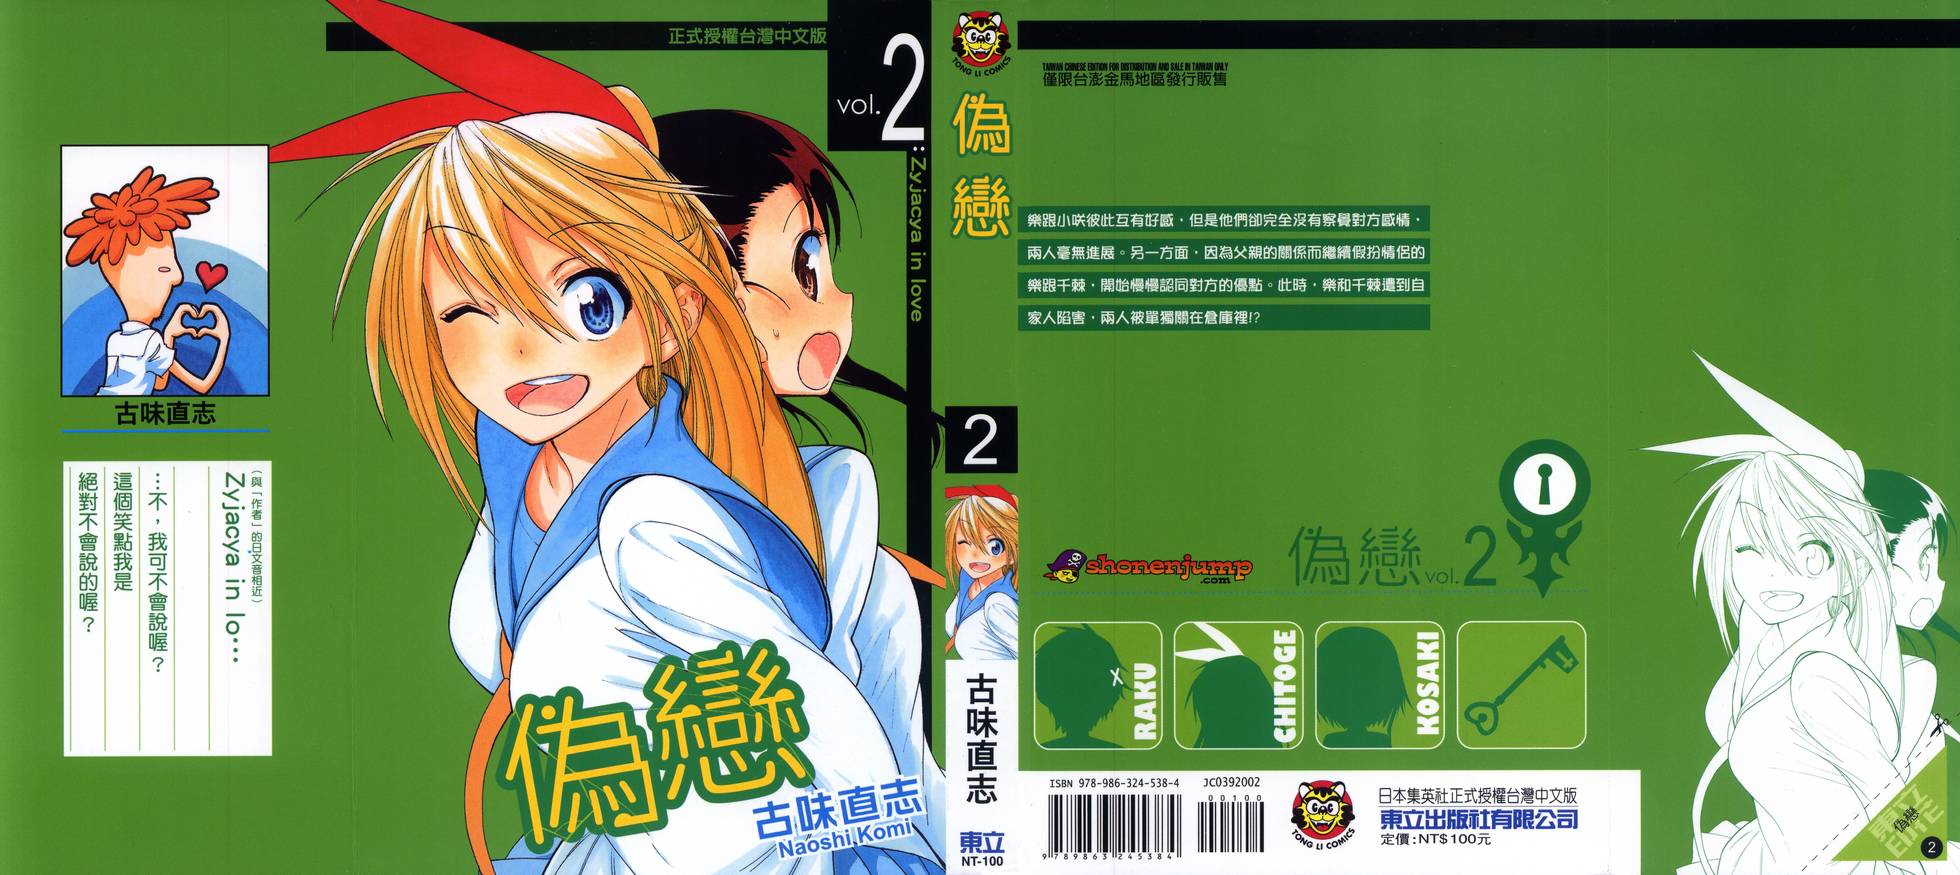 正式授權台灣中文版
vol.2:
Zyjacya in love
古味直志
(與「作者」的日文音相近)
Zyjacya in lo…
…不，我可不會說喔？
這個笑點我是
絕對不會說的喔？
偽戀
古味直志
Naoshi Komi
TONG LI COMICS
偽戀
2
古味直志
東立
NT-100
TAIWAN CHINESE EDITION FOR DISTRIBUTION AND SALE IN TAIWAN ONLY
僅限台澎金馬地區發行販售
樂跟小咲彼此互有好感，但是他們卻完全沒有察覺對方感情，
兩人毫無進展。另一方面，因為父親的關係而繼續假扮情侶的
樂跟千棘，開始慢慢認同對方的優點。此時，樂和千棘遭到自
家人陷害，兩人被單獨關在倉庫裡!?
shonenjump
.com
偽戀 vol.2
RAKU
CHITOGE
KOSAKI
ISBN 978-986-324-538-4
JC0392002
00100
9 789863 245384
TONG LI COMICS
日本集英社正式授權台灣中文版
東立出版社有限公司
定價:NT$100元
偽戀
2